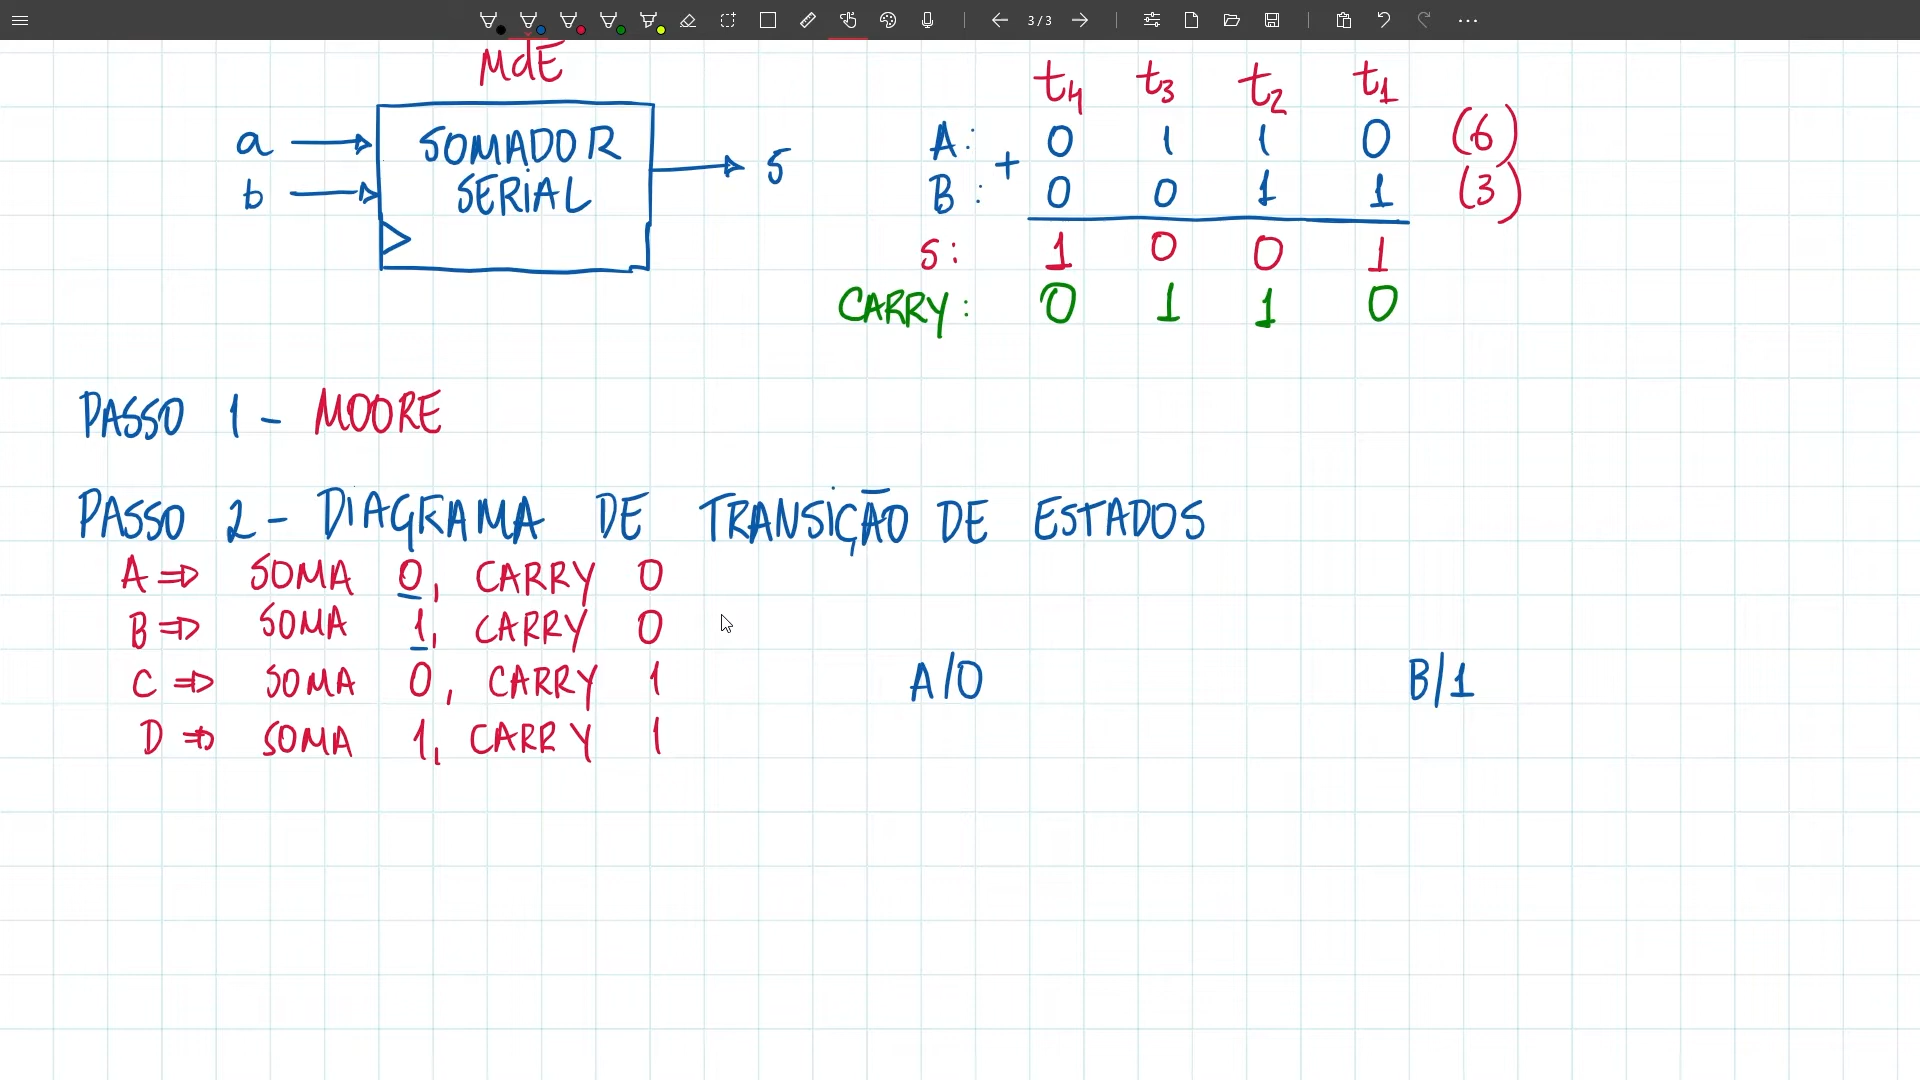 3/3
MdE
a
b
SOMADOR
SERIAL
S
t4 t3 t2 t1
A: 0 1 1 0 (6)
+
B: 0 0 1 1 (3)
S: 1 0 0 1
CARRY: 0 1 1 0
PASSO 1 - MOORE
PASSO 2 - DIAGRAMA DE TRANSIÇÃO DE ESTADOS
A ⇒ SOMA 0, CARRY 0
B ⇒ SOMA 1, CARRY 0
C ⇒ SOMA 0, CARRY 1
D ⇒ SOMA 1, CARRY 1
A/0 B/1